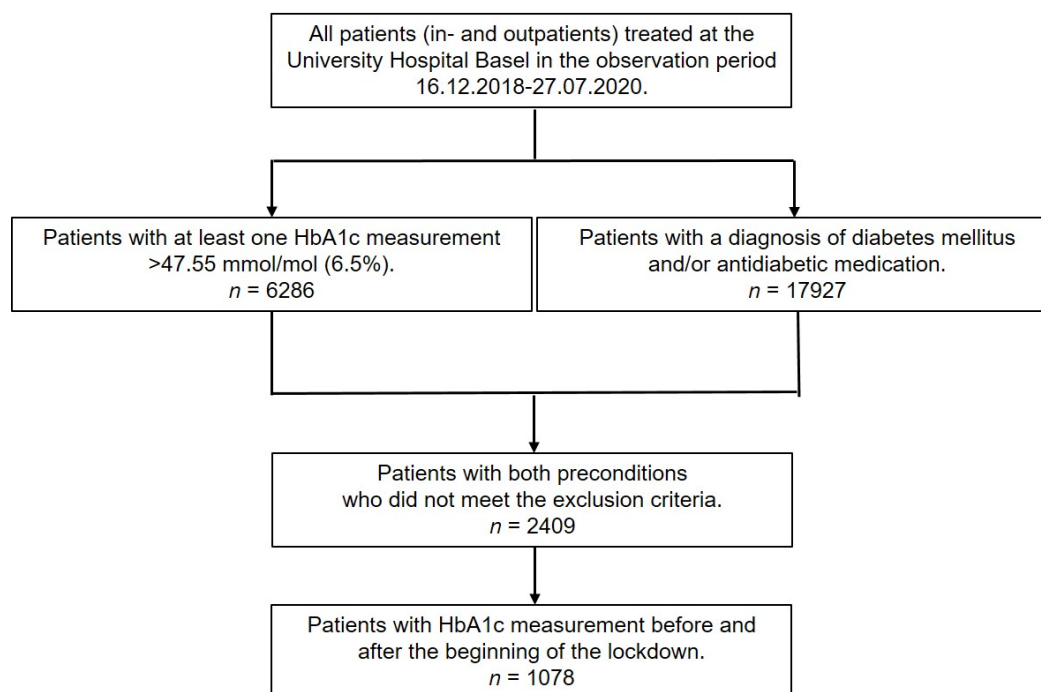 All patients (in- and outpatients) treated at the
University Hospital Basel in the observation period
16.12.2018-27.07.2020.
Patients with at least one HbA1c measurement
>47.55 mmol/mol (6.5%).
n = 6286
Patients with a diagnosis of diabetes mellitus
and/or antidiabetic medication.
n = 17927
Patients with both preconditions
who did not meet the exclusion criteria.
n = 2409
Patients with HbA1c measurement before and
after the beginning of the lockdown.
n = 1078